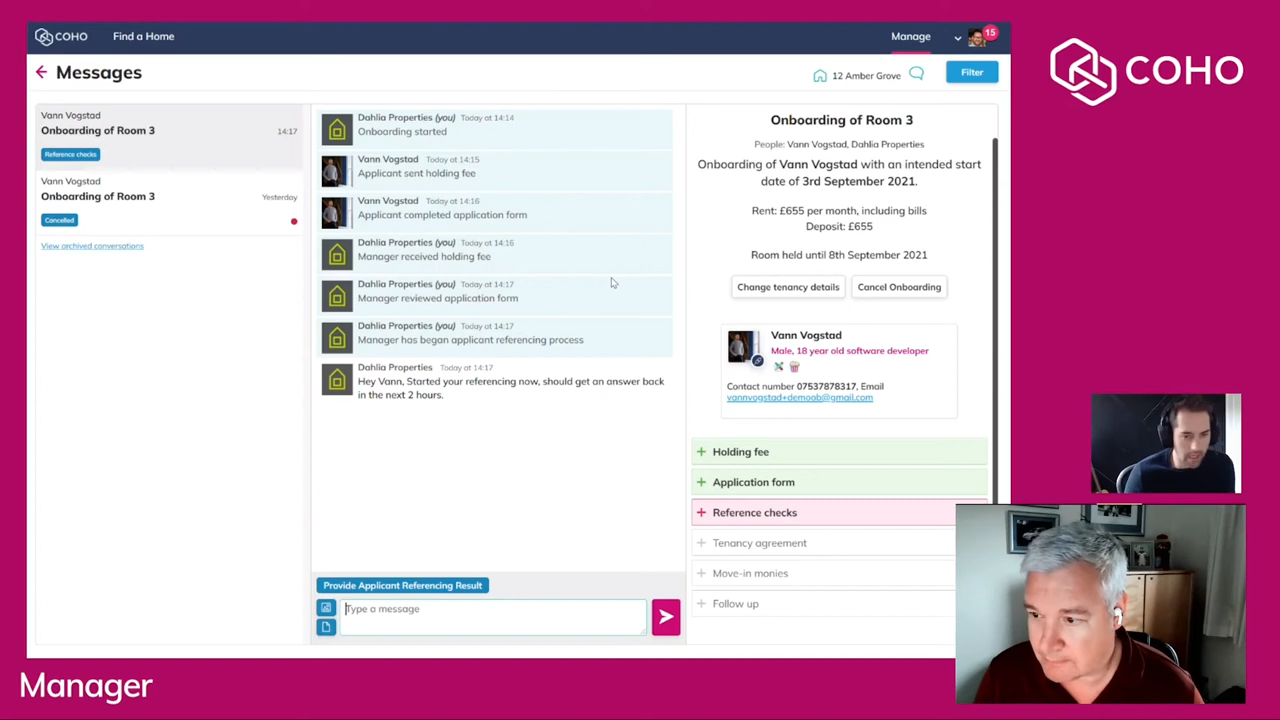 COHO
Find a Home
Manage
15
Messages
12 Amber Grove
Filter
Vann Vogstad
Onboarding of Room 3
14:17
Reference checks
Vann Vogstad
Onboarding of Room 3
Yesterday
Cancelled
View archived conversations
Dahlia Properties (you) Today at 14:14
Onboarding started
Vann Vogstad Today at 14:15
Applicant sent holding fee
Vann Vogstad Today at 14:16
Applicant completed application form
Dahlia Properties (you) Today at 14:16
Manager received holding fee
Dahlia Properties (you) Today at 14:17
Manager reviewed application form
Dahlia Properties (you) Today at 14:17
Manager has began applicant referencing process
Dahlia Properties Today at 14:17
Hey Vann, Started your referencing now, should get an answer back
in the next 2 hours.
Provide Applicant Referencing Result
Type a message
Onboarding of Room 3
People: Vann Vogstad, Dahlia Properties
Onboarding of Vann Vogstad with an intended start
date of 3rd September 2021.
Rent: £655 per month, including bills
Deposit: £655
Room held until 8th September 2021
Change tenancy details
Cancel Onboarding
Vann Vogstad
Male, 18 year old software developer
Contact number 07537878317, Email
vannvogstad+demoob@gmail.com
+ Holding fee
+ Application form
+ Reference checks
+ Tenancy agreement
+ Move-in monies
+ Follow up
COHO
Manager